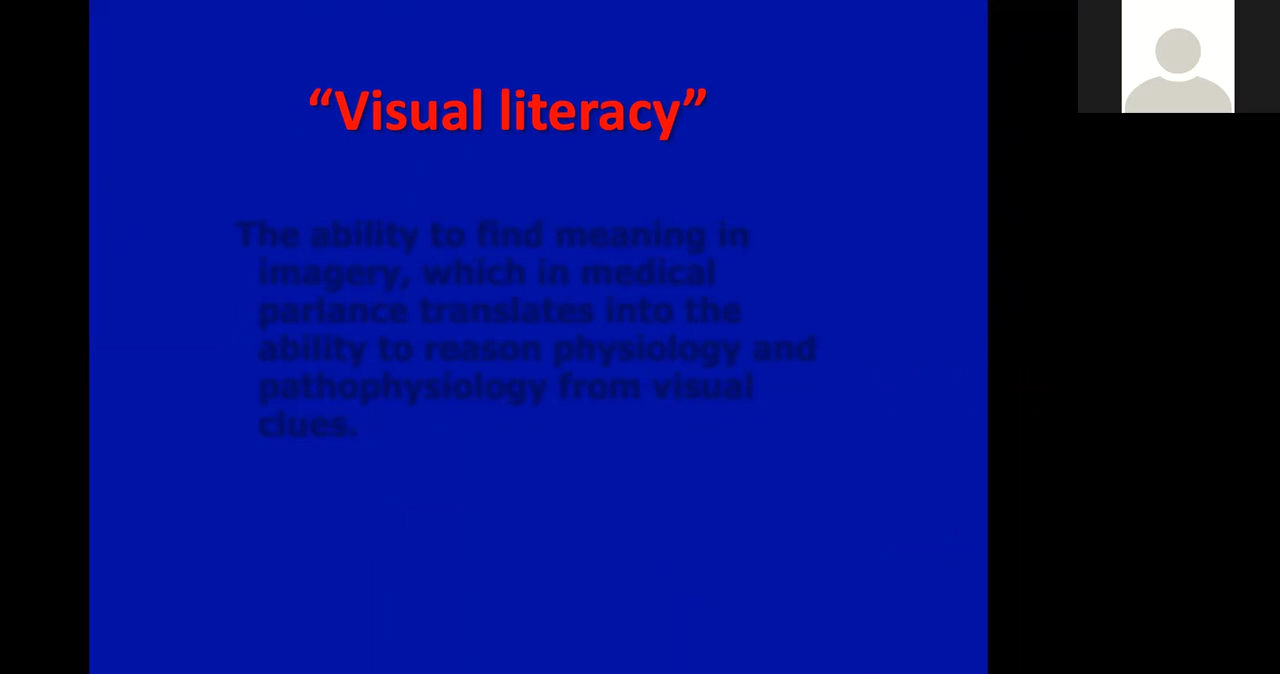 “Visual literacy”
The ability to find meaning in
imagery, which in medical
parlance translates into the
ability to reason physiology and
pathophysiology from visual
clues.